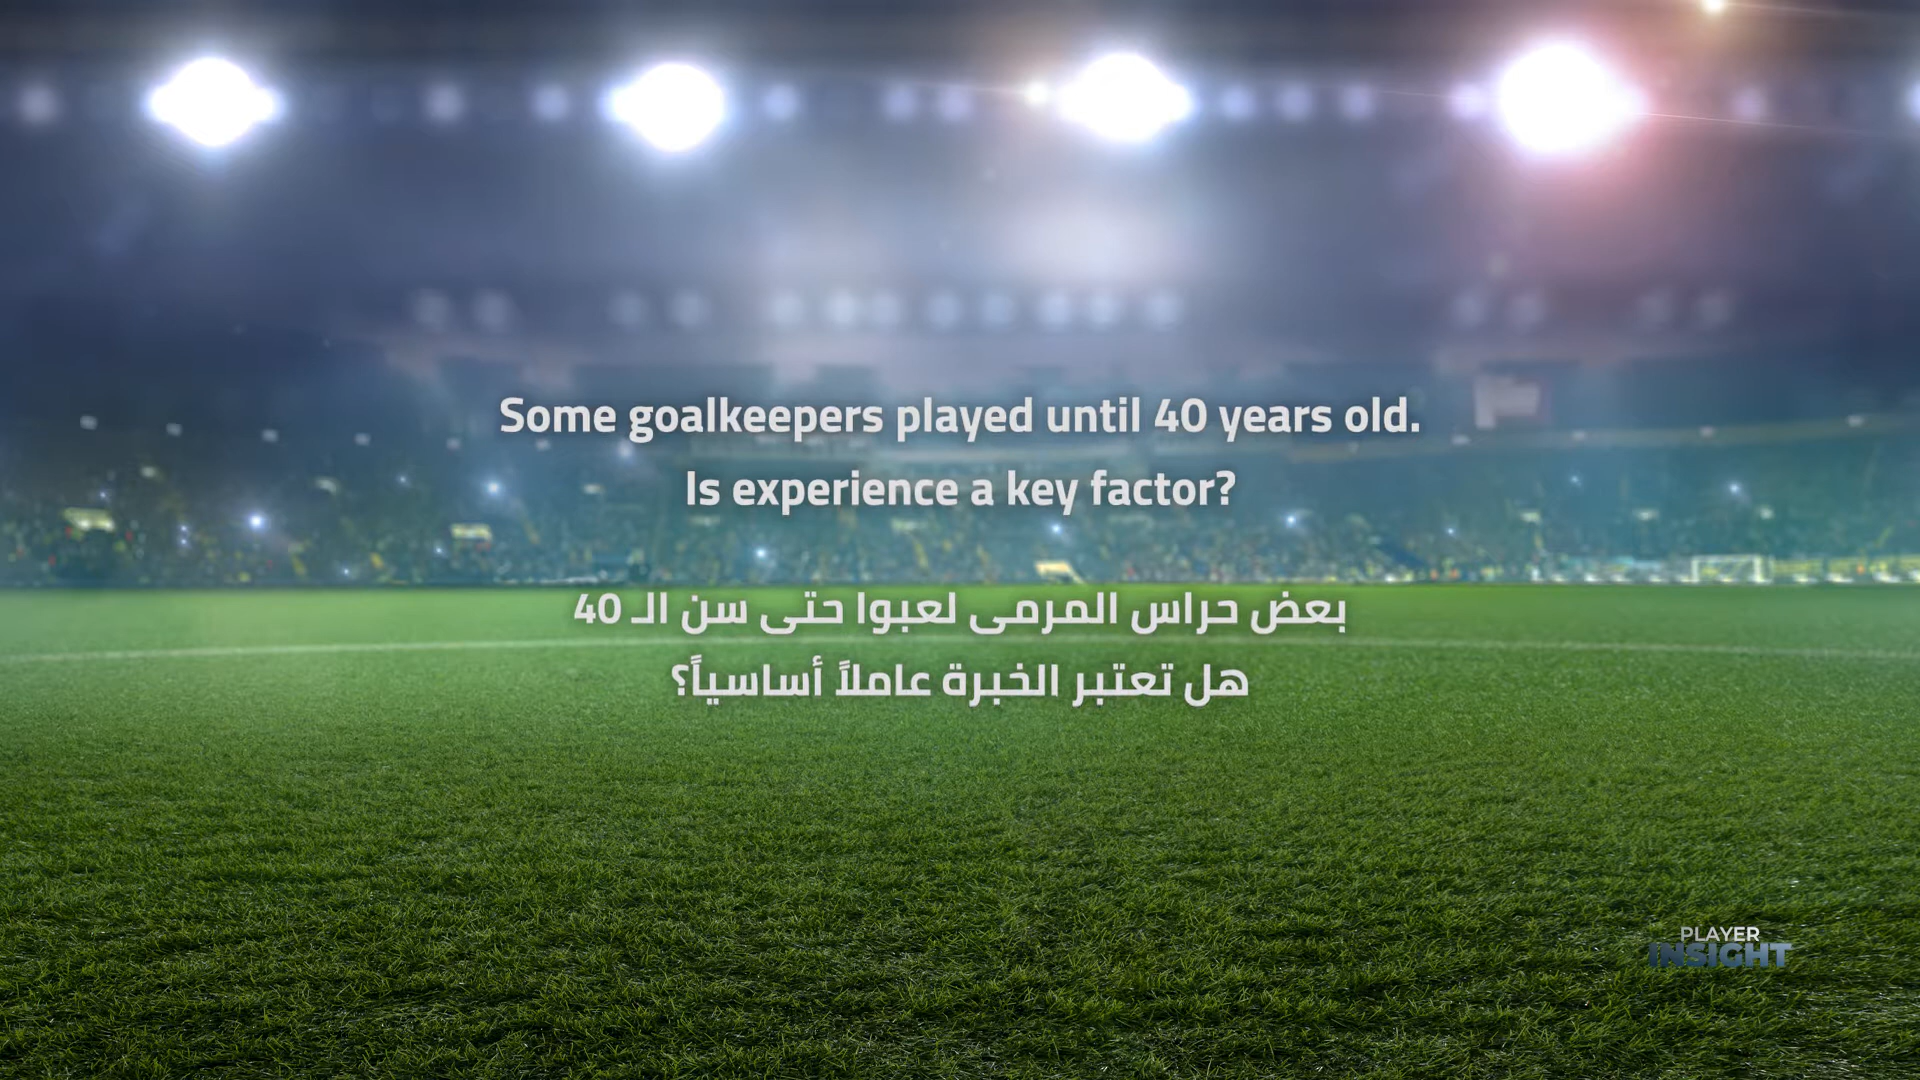 Some goalkeepers played until 40 years old.
Is experience a key factor?
بعض حراس المرمى لعبوا حتى سن الـ 40
هل تعتبر الخبرة عاملاً أساسياً؟
PLAYER
INSIGHT